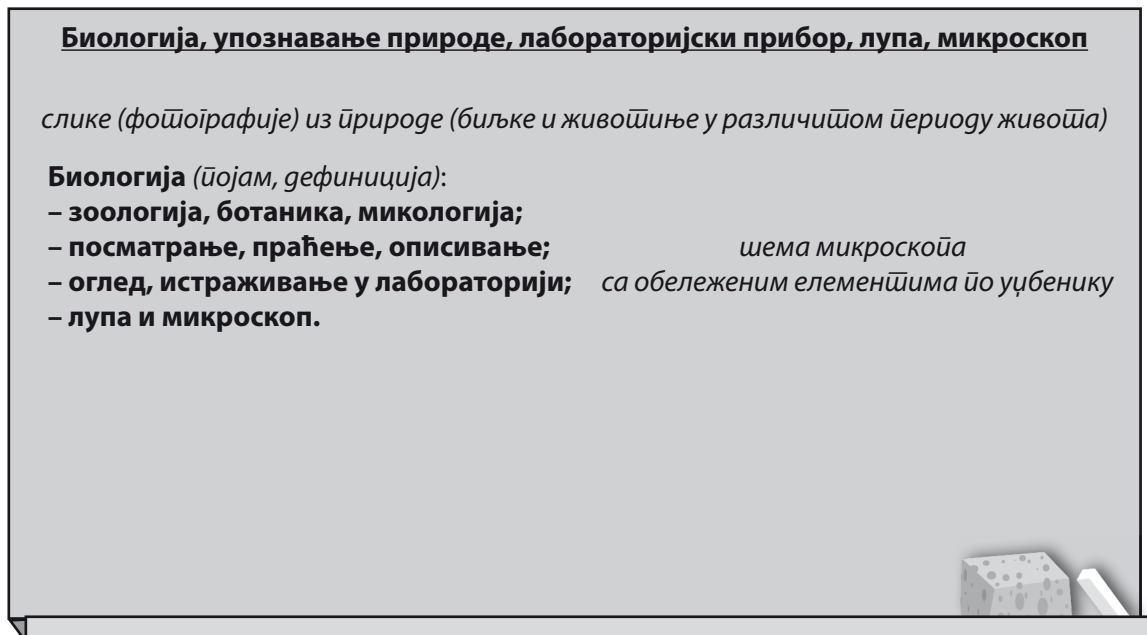 Биологија, упознавање природе, лабораторијски прибор, лупа, микроскоп
слике (фотографије) из природе (биљке и животиње у различитом периоду живота)
Биологија (појам, дефиниција):
– зоологија, ботаника, микологија;
– посматрање, праћење, описивање; шема микроскопа
– оглед, истраживање у лабораторији; са обележеним елементима по уџбенику
– лупа и микроскоп.